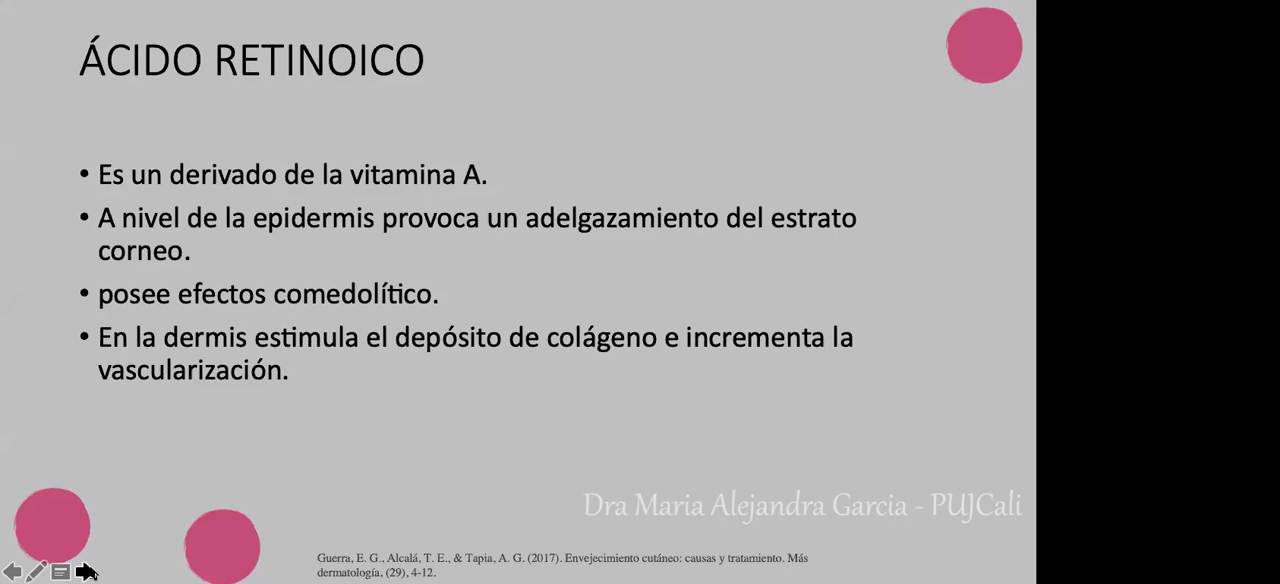 ÁCIDO RETINOICO
• Es un derivado de la vitamina A.
• A nivel de la epidermis provoca un adelgazamiento del estrato
corneo.
• posee efectos comedolítico.
• En la dermis estimula el depósito de colágeno e incrementa la
vascularización.
Dra Maria Alejandra Garcia - PUJCali
Guerra, E. G., Alcalá, T. E., & Tapia, A. G. (2017). Envejecimiento cutáneo: causas y tratamiento. Más
dermatología, (29), 4-12.